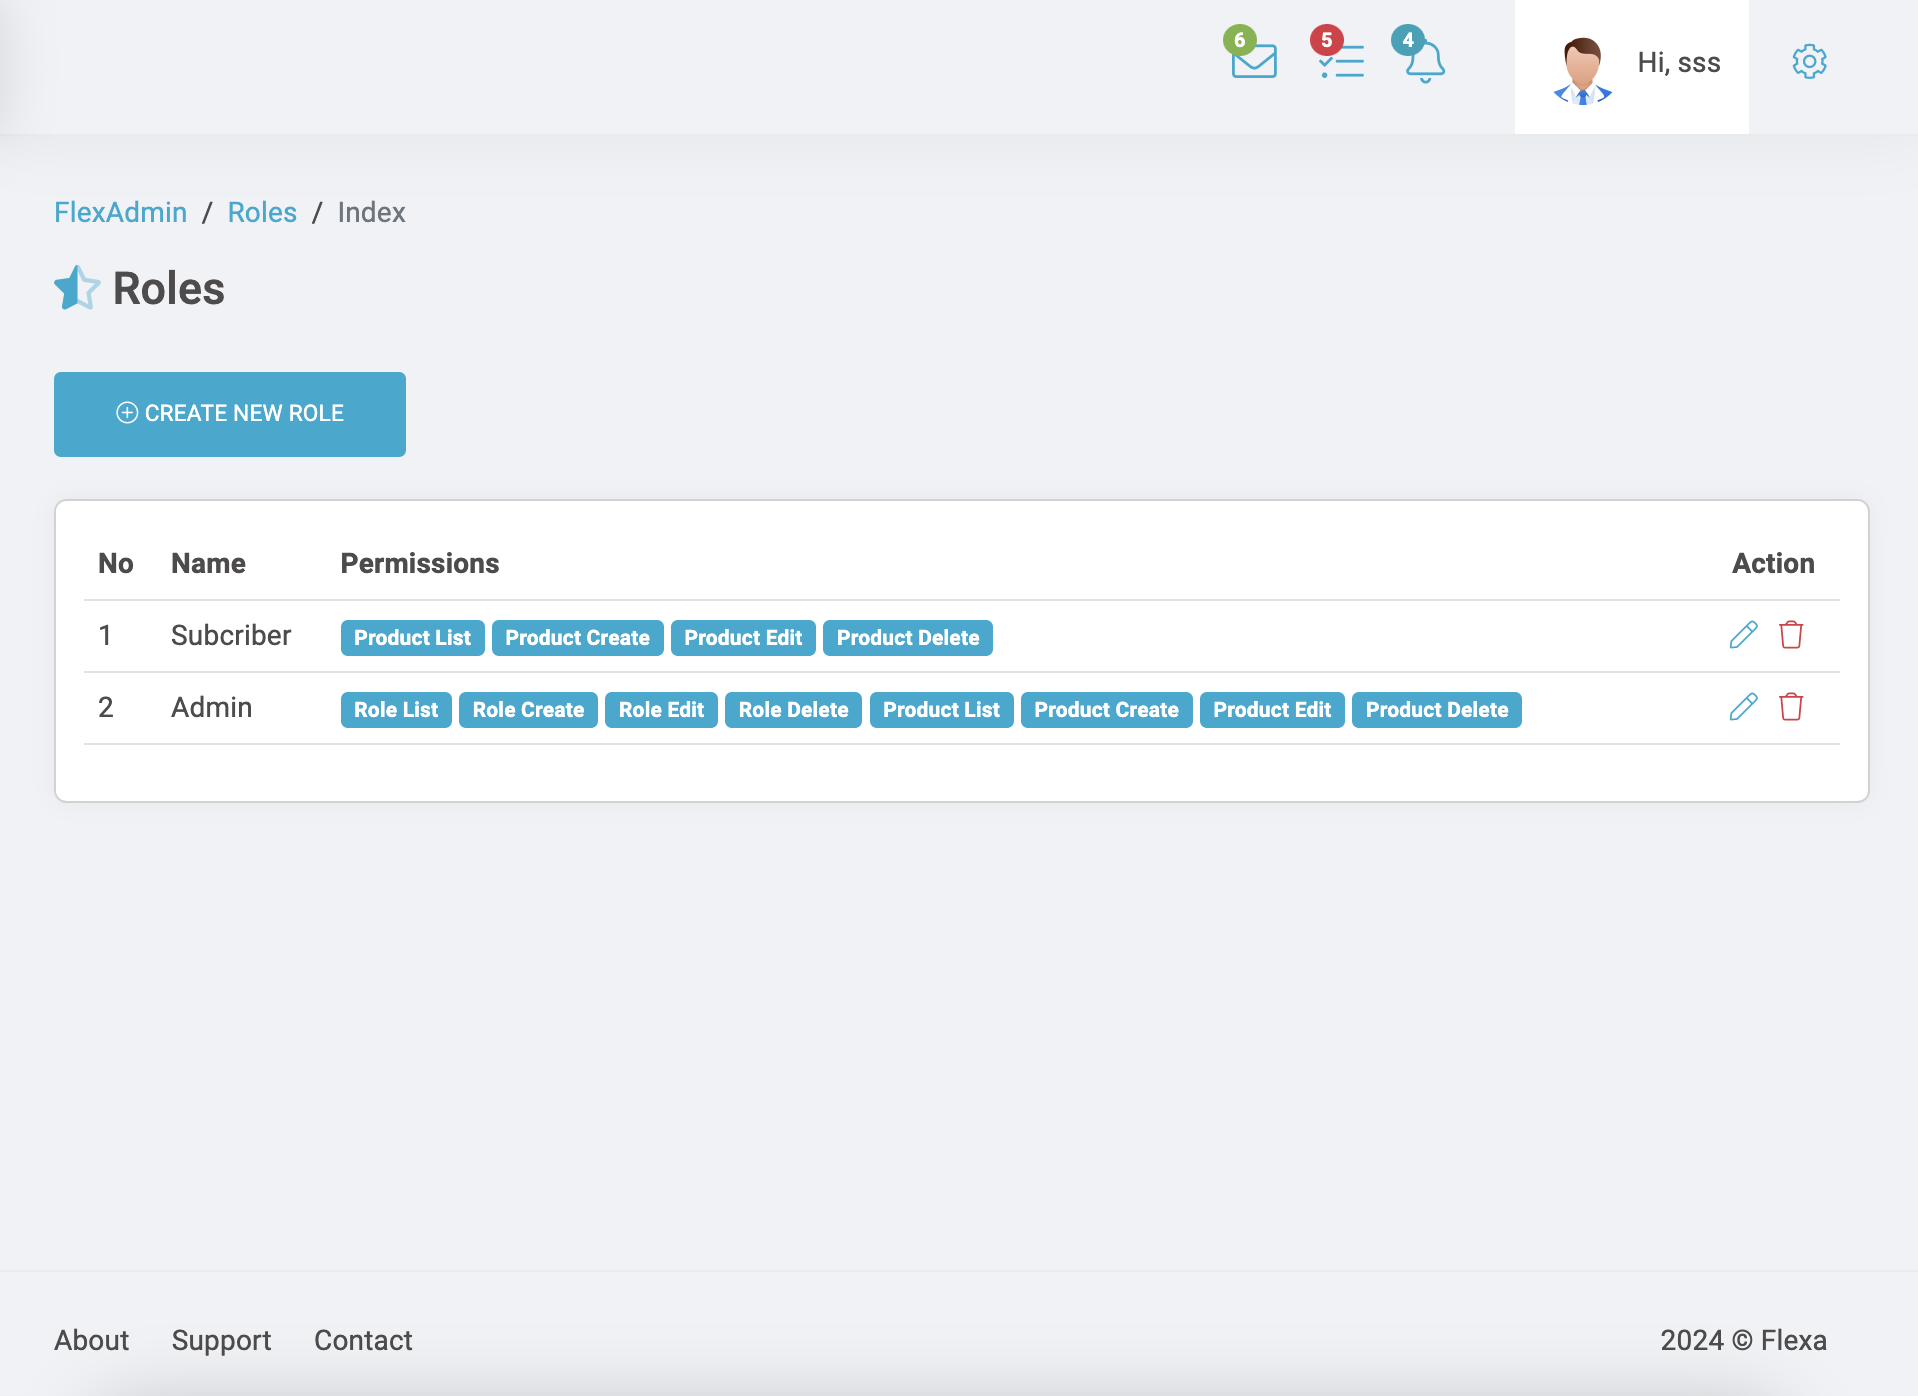 6 5 4 Hi, sss
FlexAdmin / Roles / Index
Roles
CREATE NEW ROLE
No Name Permissions Action
1 Subcriber Product List Product Create Product Edit Product Delete
2 Admin Role List Role Create Role Edit Role Delete Product List Product Create Product Edit Product Delete
About Support Contact 2024 © Flexa